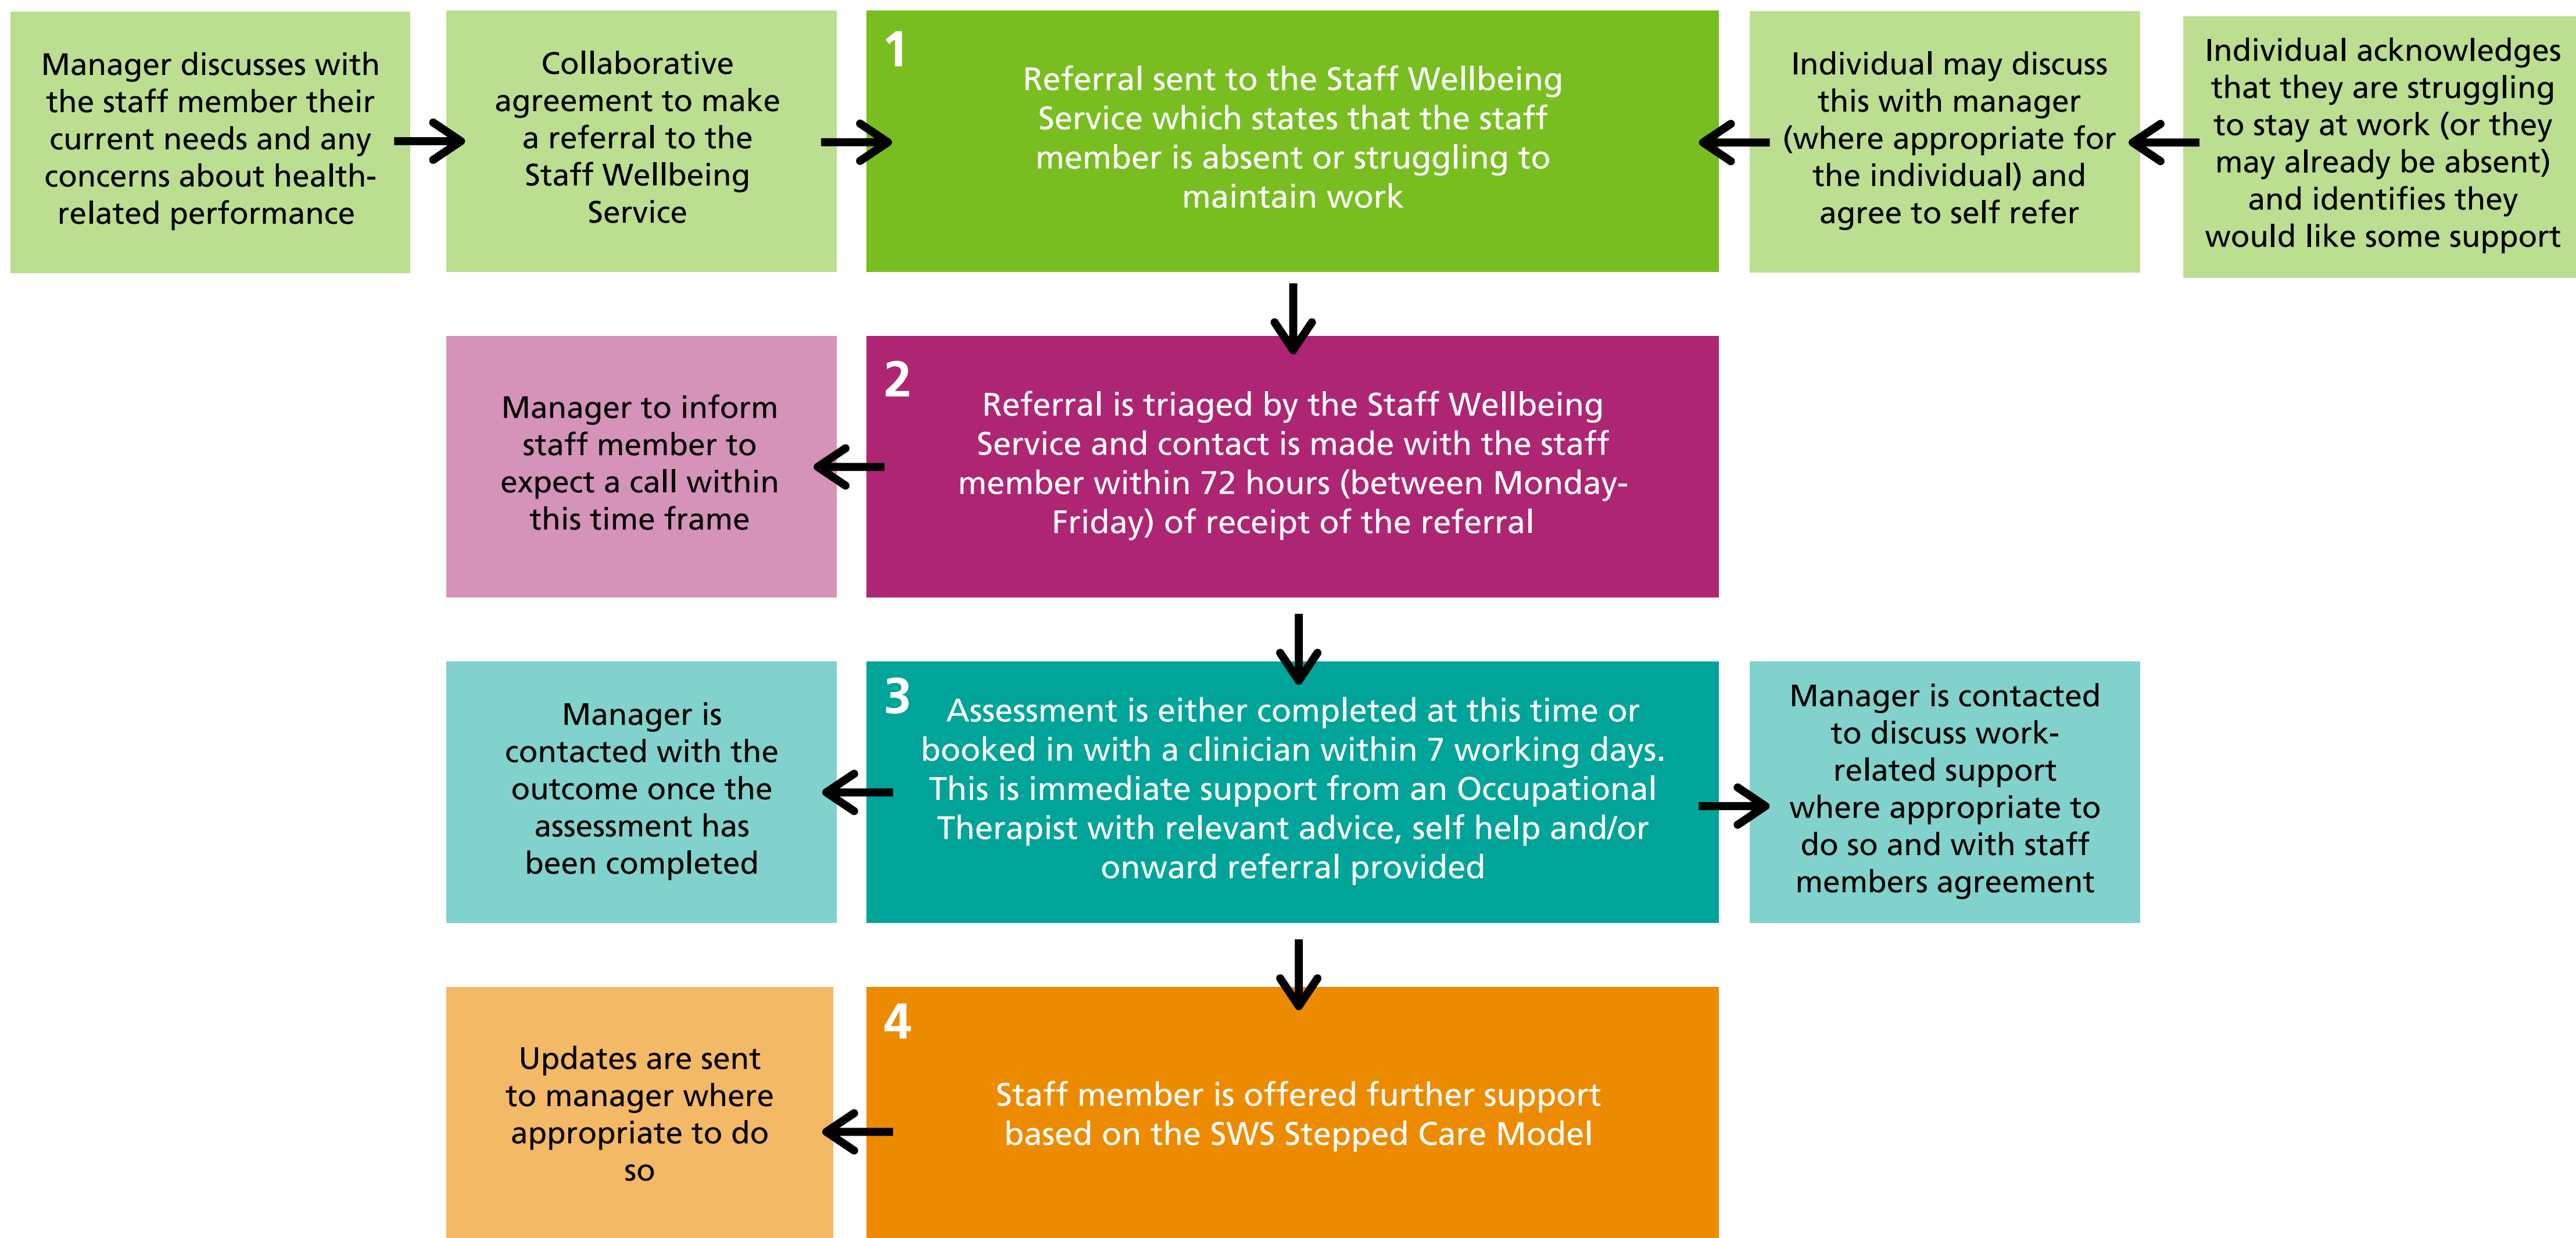 Manager discusses with
the staff member their
current needs and any
concerns about health-
related performance
Collaborative
agreement to make
a referral to the
Staff Wellbeing
Service
1
Referral sent to the Staff Wellbeing
Service which states that the staff
member is absent or struggling to
maintain work
Individual may discuss
this with manager
(where appropriate for
the individual) and
agree to self refer
Individual acknowledges
that they are struggling
to stay at work (or they
may already be absent)
and identifies they
would like some support
Manager to inform
staff member to
expect a call within
this time frame
2
Referral is triaged by the Staff Wellbeing
Service and contact is made with the staff
member within 72 hours (between Monday-
Friday) of receipt of the referral
Manager is
contacted with the
outcome once the
assessment has
been completed
3
Assessment is either completed at this time or
booked in with a clinician within 7 working days.
This is immediate support from an Occupational
Therapist with relevant advice, self help and/or
onward referral provided
Manager is contacted
to discuss work-
related support
where appropriate to
do so and with staff
members agreement
Updates are sent
to manager where
appropriate to do
so
4
Staff member is offered further support
based on the SWS Stepped Care Model